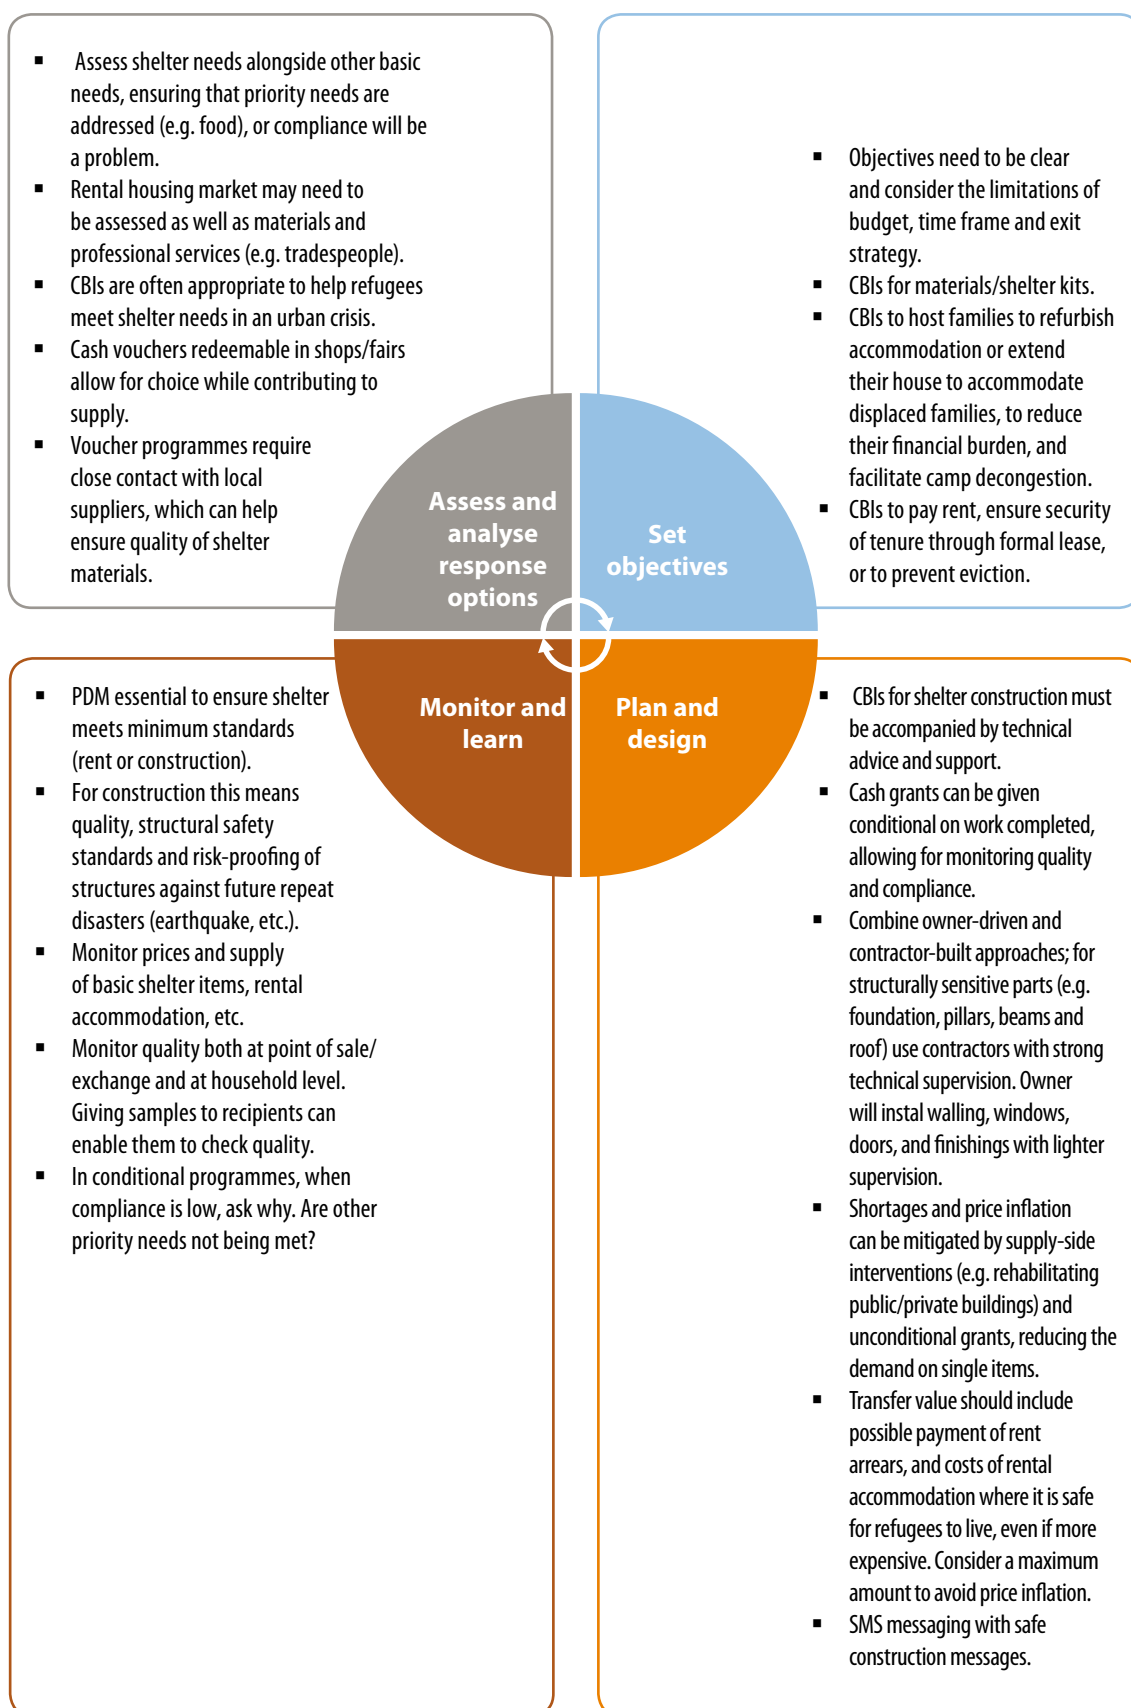 ▪ Assess shelter needs alongside other basic
needs, ensuring that priority needs are
addressed (e.g. food), or compliance will be
a problem.
▪ Rental housing market may need to
be assessed as well as materials and
professional services (e.g. tradespeople).
▪ CBIs are often appropriate to help refugees
meet shelter needs in an urban crisis.
▪ Cash vouchers redeemable in shops/fairs
allow for choice while contributing to
supply.
▪ Voucher programmes require
close contact with local
suppliers, which can help
ensure quality of shelter
materials.
▪ Objectives need to be clear
and consider the limitations of
budget, time frame and exit
strategy.
▪ CBIs for materials/shelter kits.
▪ CBIs to host families to refurbish
accommodation or extend
their house to accommodate
displaced families, to reduce
their financial burden, and
facilitate camp decongestion.
▪ CBIs to pay rent, ensure security
of tenure through formal lease,
or to prevent eviction.
Assess and
analyse
response
options
Set
objectives
Monitor and
learn
Plan and
design
▪ PDM essential to ensure shelter
meets minimum standards
(rent or construction).
▪ For construction this means
quality, structural safety
standards and risk-proofing of
structures against future repeat
disasters (earthquake, etc.).
▪ Monitor prices and supply
of basic shelter items, rental
accommodation, etc.
▪ Monitor quality both at point of sale/
exchange and at household level.
Giving samples to recipients can
enable them to check quality.
▪ In conditional programmes, when
compliance is low, ask why. Are other
priority needs not being met?
▪ CBIs for shelter construction must
be accompanied by technical
advice and support.
▪ Cash grants can be given
conditional on work completed,
allowing for monitoring quality
and compliance.
▪ Combine owner-driven and
contractor-built approaches; for
structurally sensitive parts (e.g.
foundation, pillars, beams and
roof) use contractors with strong
technical supervision. Owner
will instal walling, windows,
doors, and finishings with lighter
supervision.
▪ Shortages and price inflation
can be mitigated by supply-side
interventions (e.g. rehabilitating
public/private buildings) and
unconditional grants, reducing the
demand on single items.
▪ Transfer value should include
possible payment of rent
arrears, and costs of rental
accommodation where it is safe
for refugees to live, even if more
expensive. Consider a maximum
amount to avoid price inflation.
▪ SMS messaging with safe
construction messages.